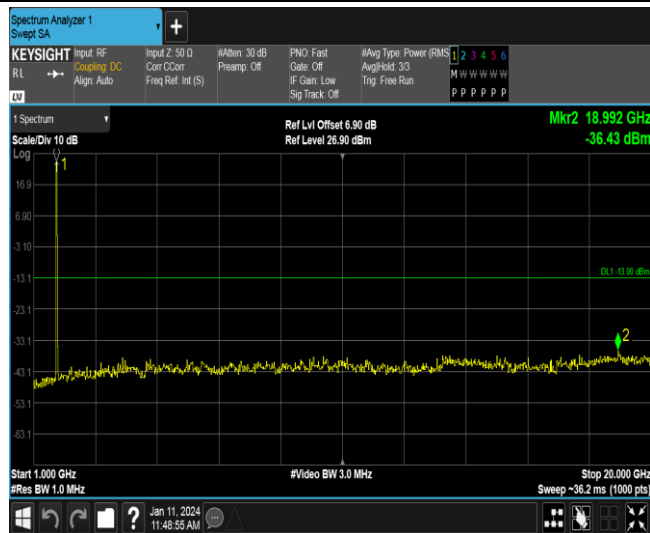 Spectrum Analyzer 1
Swept SA
+
KEYSIGHT
RL
LXI
Input: RF
Coupling: DC
Align: Auto
Input Z: 50 Ω
Corr CCorr
Freq Ref: Int (S)
#Atten: 30 dB
Preamp: Off
PNO: Fast
Gate: Off
IF Gain: Low
Sig Track: Off
#Avg Type: Power (RMS
Avg|Hold: 3/3
Trig: Free Run
1 2 3 4 5 6
M W W W W W
P P P P P P
1 Spectrum
Scale/Div 10 dB
Log
Ref Lvl Offset 6.90 dB
Ref Level 26.90 dBm
Mkr2 18.992 GHz
-36.43 dBm
1
16.9
6.90
-3.10
-13.1
DL1 -13.00 dBm
-23.1
-33.1
2
-43.1
-53.1
-63.1
Start 1.000 GHz
#Res BW 1.0 MHz
#Video BW 3.0 MHz
Stop 20.000 GHz
Sweep ~36.2 ms (1000 pts)
?
Jan 11, 2024
11:48:55 AM